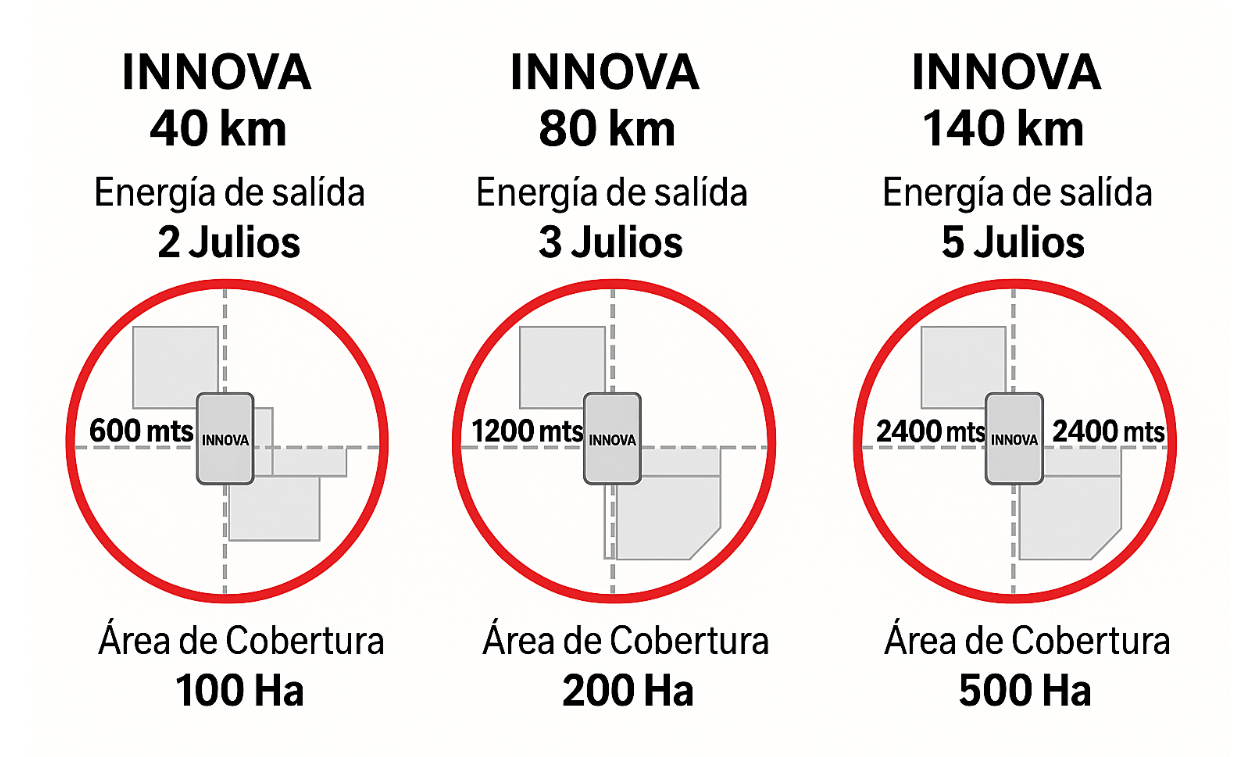 INNOVA
40 km
Energía de salída
2 Julios
600 mts
INNOVA
Área de Cobertura
100 Ha
INNOVA
80 km
Energía de salída
3 Julios
1200 mts
INNOVA
Área de Cobertura
200 Ha
INNOVA
140 km
Energía de salída
5 Julios
2400 mts
INNOVA
2400 mts
Área de Cobertura
500 Ha